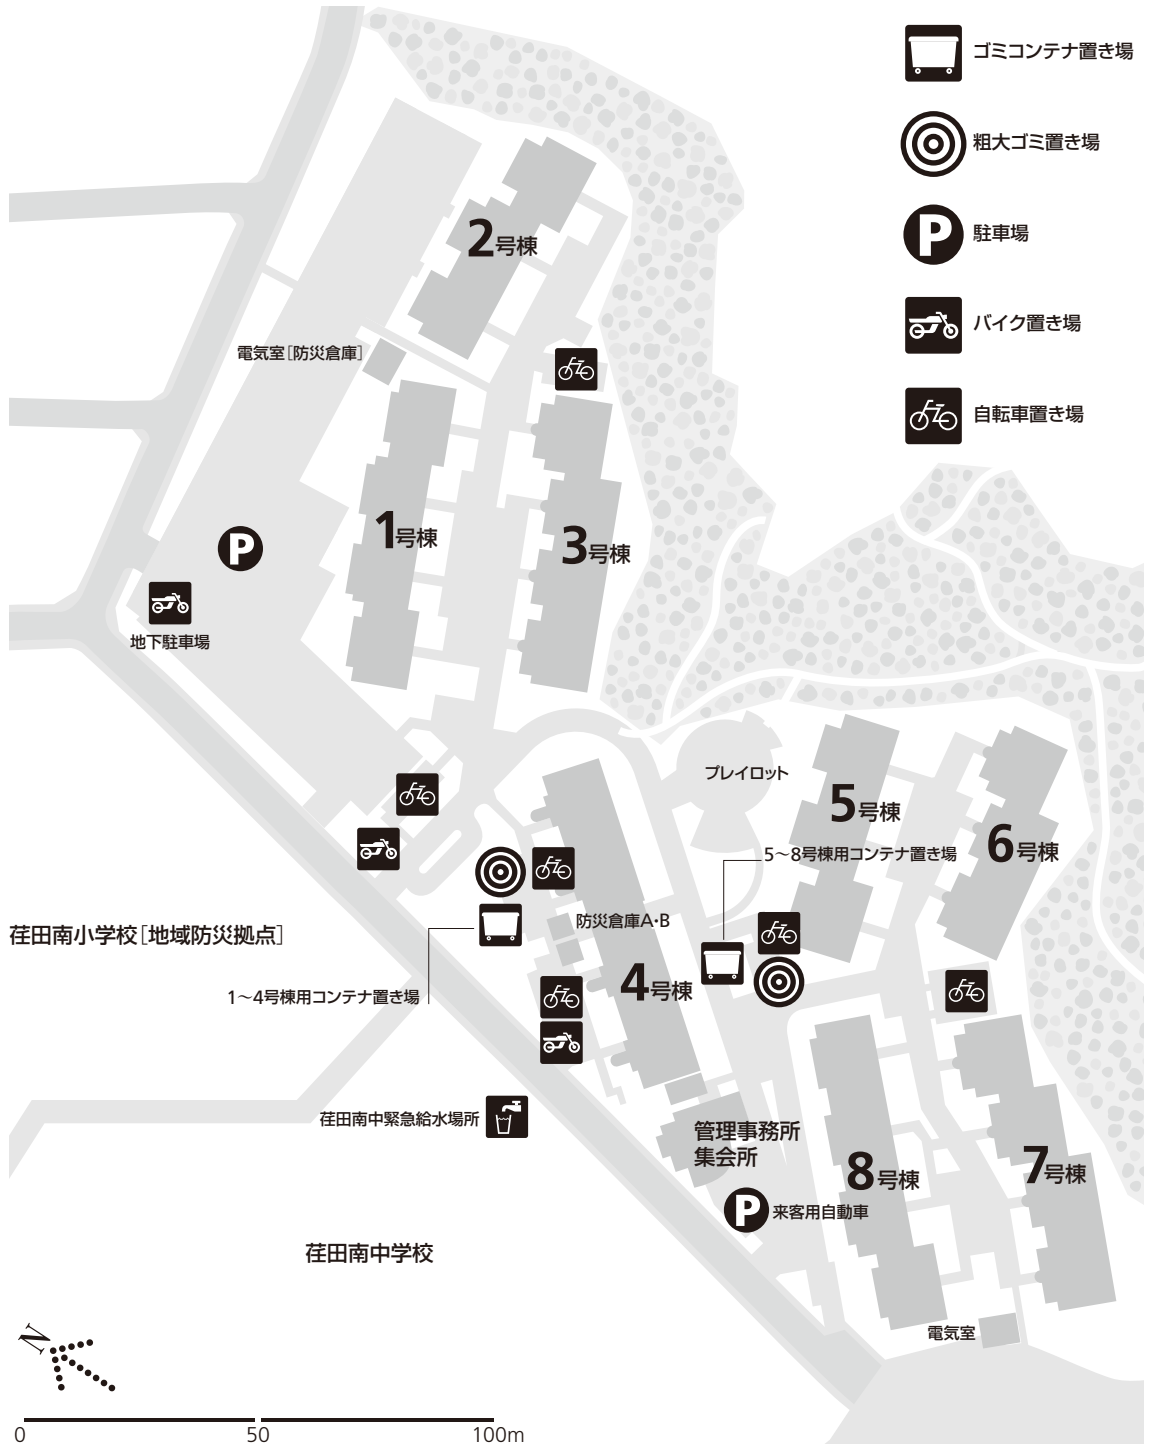 ゴミコンテナ置き場
粗大ゴミ置き場
P
駐車場
バイク置き場
自転車置き場
2号棟
電気室［防災倉庫］
1号棟
3号棟
P
地下駐車場
プレイロット
5号棟
6号棟
5〜8号棟用コンテナ置き場
防災倉庫A・B
荏田南小学校［地域防災拠点］
4号棟
1〜4号棟用コンテナ置き場
荏田南中緊急給水場所
管理事務所
集会所
8号棟
7号棟
P
来客用自動車
荏田南中学校
電気室
N
0 50 100m